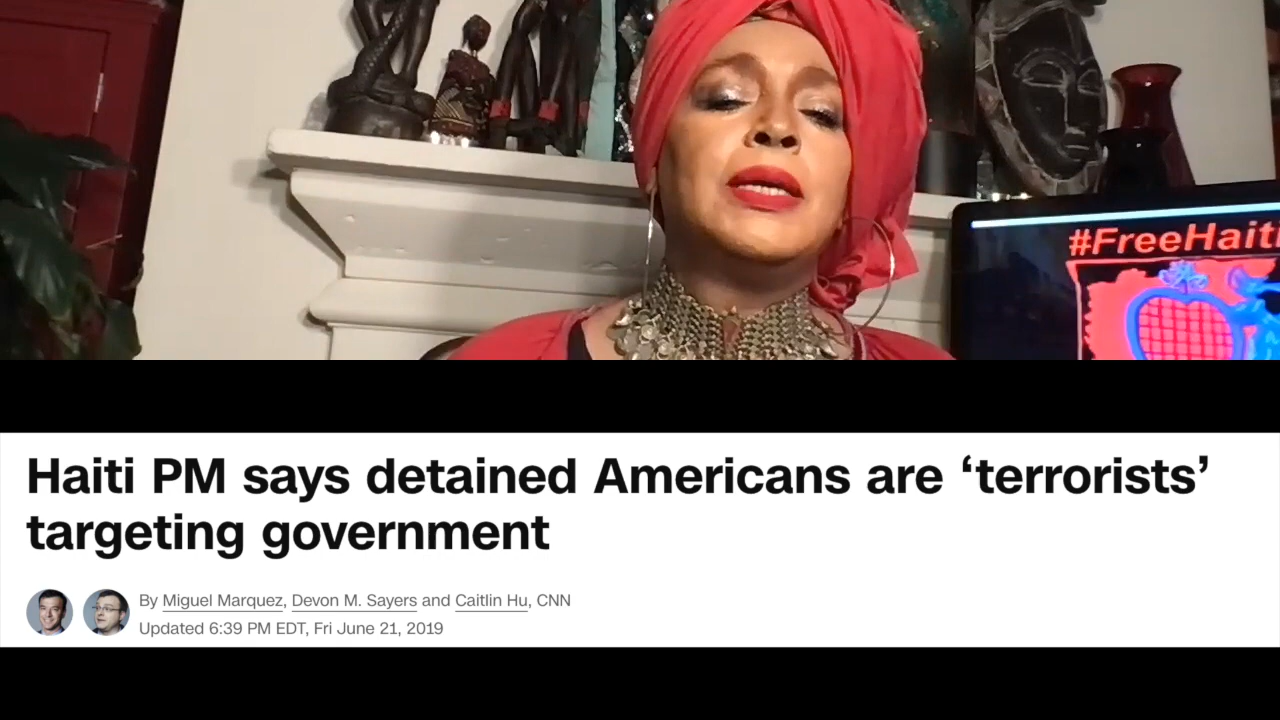 #FreeHaiti
Haiti PM says detained Americans are ‘terrorists’
targeting government
By Miguel Marquez, Devon M. Sayers and Caitlin Hu, CNN
Updated 6:39 PM EDT, Fri June 21, 2019